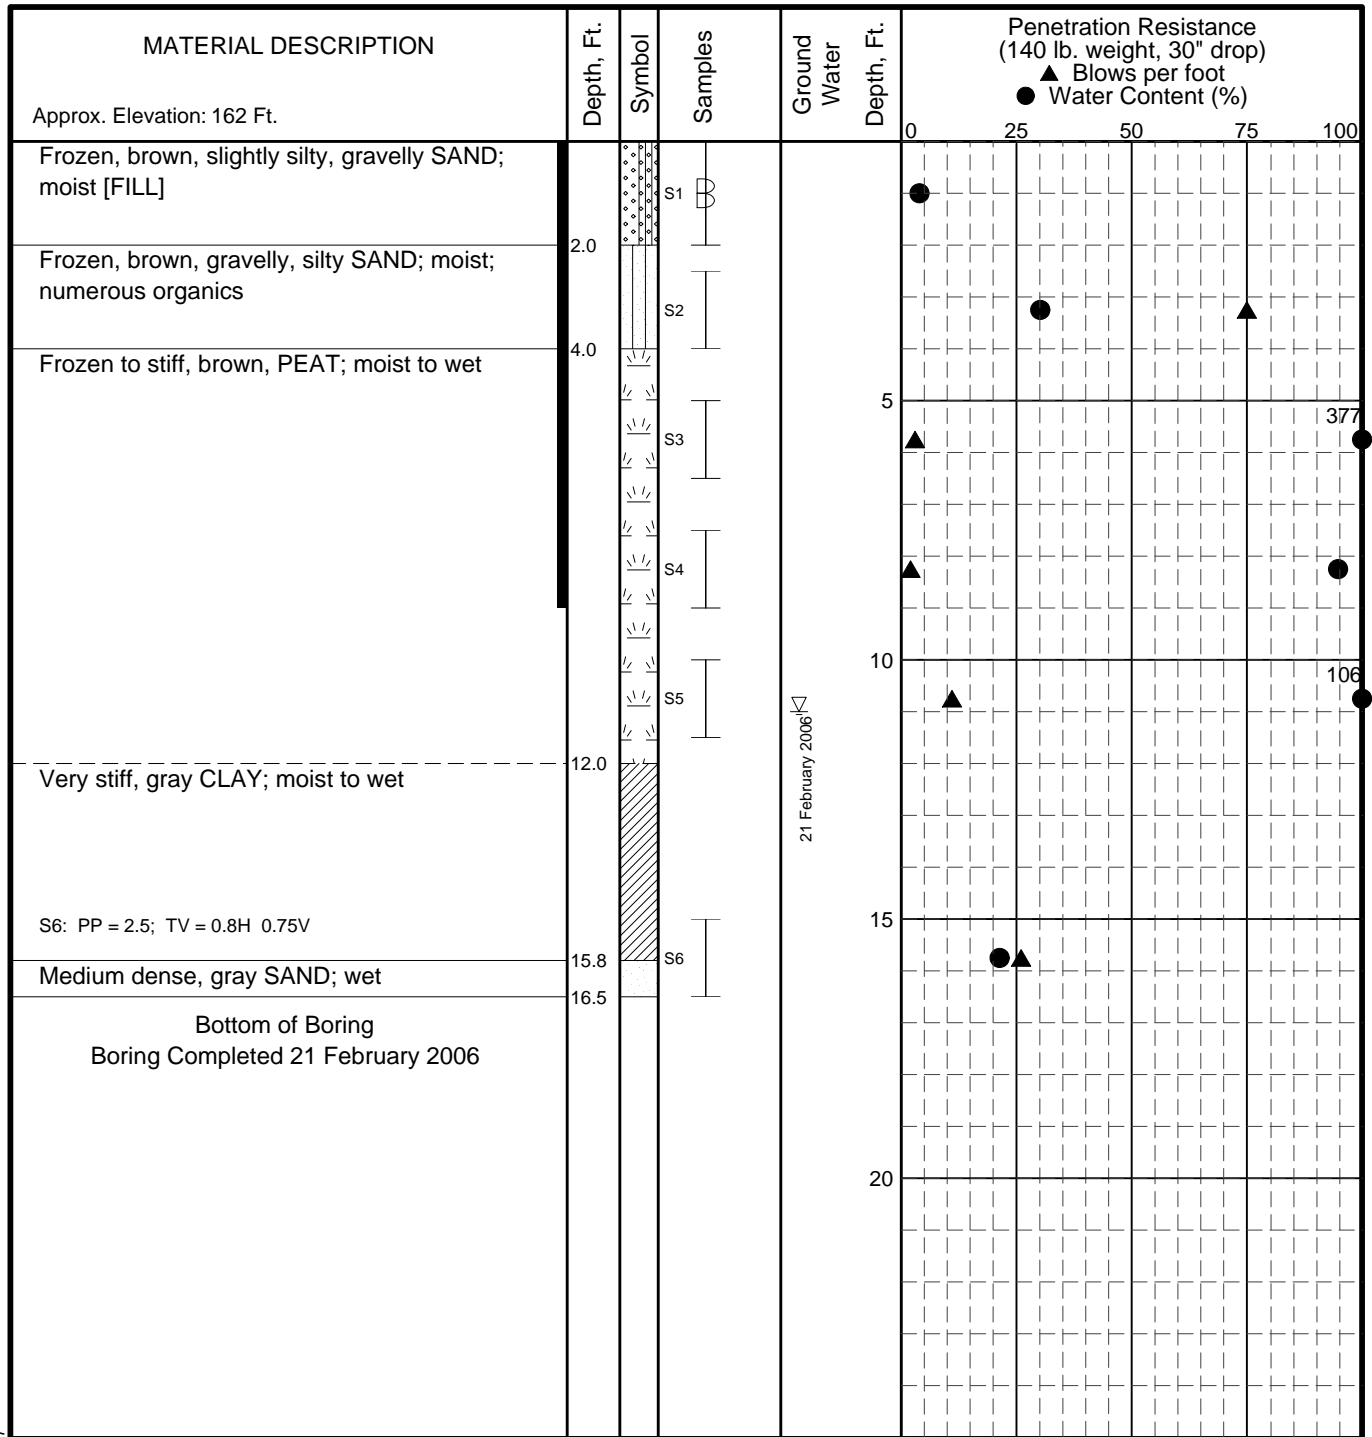 MATERIAL DESCRIPTION
Approx. Elevation: 162 Ft.
Depth, Ft.
Symbol
Samples
Ground
Water
Depth, Ft.
Penetration Resistance
(140 lb. weight, 30" drop)
▲ Blows per foot
● Water Content (%)
0 25 50 75 100
Frozen, brown, slightly silty, gravelly SAND;
moist [FILL]
S1
2.0
Frozen, brown, gravelly, silty SAND; moist;
numerous organics
S2
4.0
Frozen to stiff, brown, PEAT; moist to wet
5
377
S3
S4
10
106
S5
21 February 2006
12.0
Very stiff, gray CLAY; moist to wet
15
S6: PP = 2.5; TV = 0.8H 0.75V
15.8
S6
Medium dense, gray SAND; wet
16.5
Bottom of Boring
Boring Completed 21 February 2006
20